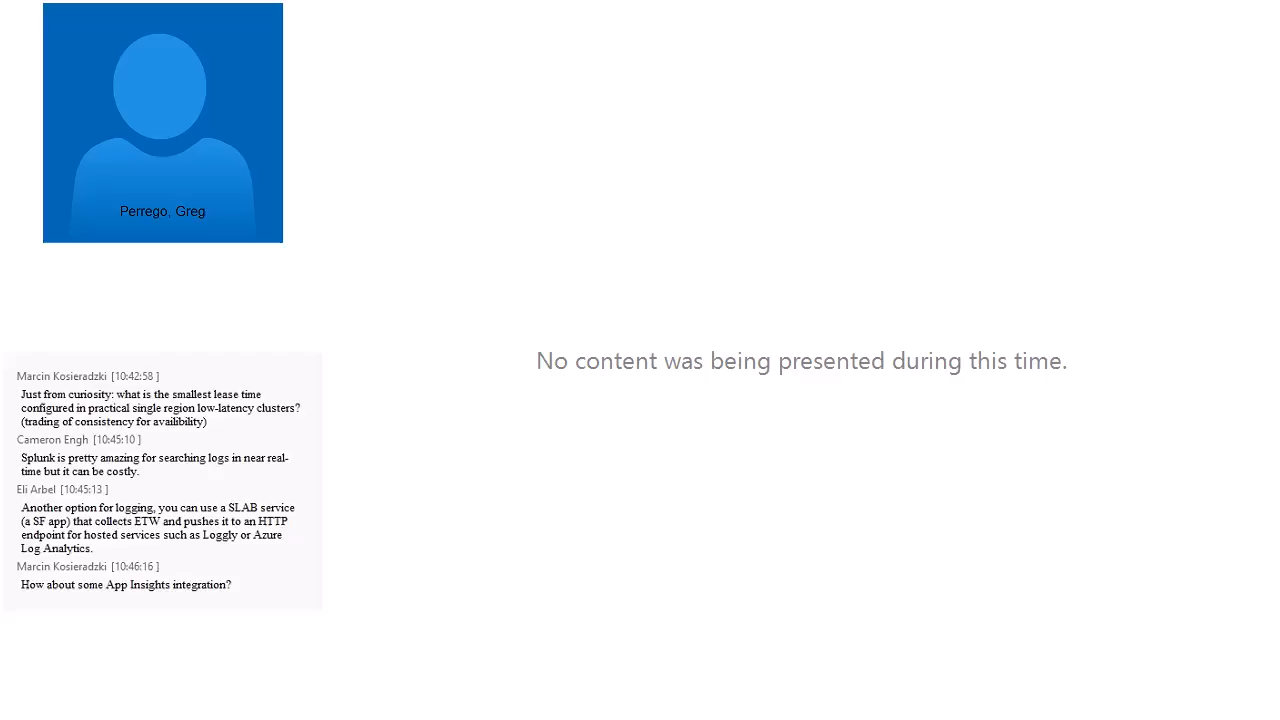 Perrego, Greg
No content was being presented during this time.
Marcin Kosieradzki [10:42:58 ]
Just from curiosity: what is the smallest lease time
configured in practical single region low-latency clusters?
(trading of consistency for availibility)
Cameron Engh [10:45:10 ]
Splunk is pretty amazing for searching logs in near real-
time but it can be costly.
Eli Arbel [10:45:13 ]
Another option for logging, you can use a SLAB service
(a SF app) that collects ETW and pushes it to an HTTP
endpoint for hosted services such as Loggly or Azure
Log Analytics.
Marcin Kosieradzki [10:46:16 ]
How about some App Insights integration?